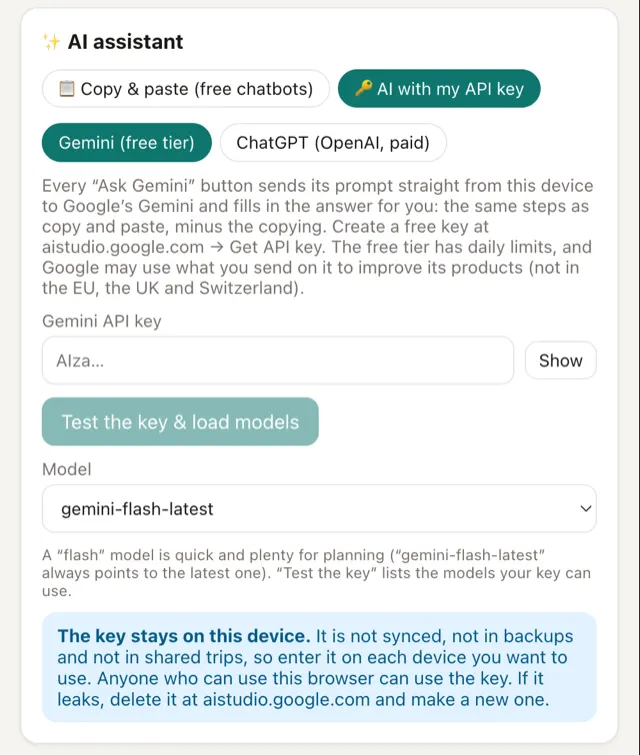 ✨ AI assistant
📋 Copy & paste (free chatbots)
🔑 AI with my API key
Gemini (free tier)
ChatGPT (OpenAI, paid)
Every “Ask Gemini” button sends its prompt straight from this device
to Google’s Gemini and fills in the answer for you: the same steps as
copy and paste, minus the copying. Create a free key at
aistudio.google.com → Get API key. The free tier has daily limits, and
Google may use what you send on it to improve its products (not in
the EU, the UK and Switzerland).
Gemini API key
AIza...
Show
Test the key & load models
Model
gemini-flash-latest
A “flash” model is quick and plenty for planning (“gemini-flash-latest”
always points to the latest one). “Test the key” lists the models your key can
use.
The key stays on this device. It is not synced, not in backups
and not in shared trips, so enter it on each device you want to
use. Anyone who can use this browser can use the key. If it
leaks, delete it at aistudio.google.com and make a new one.